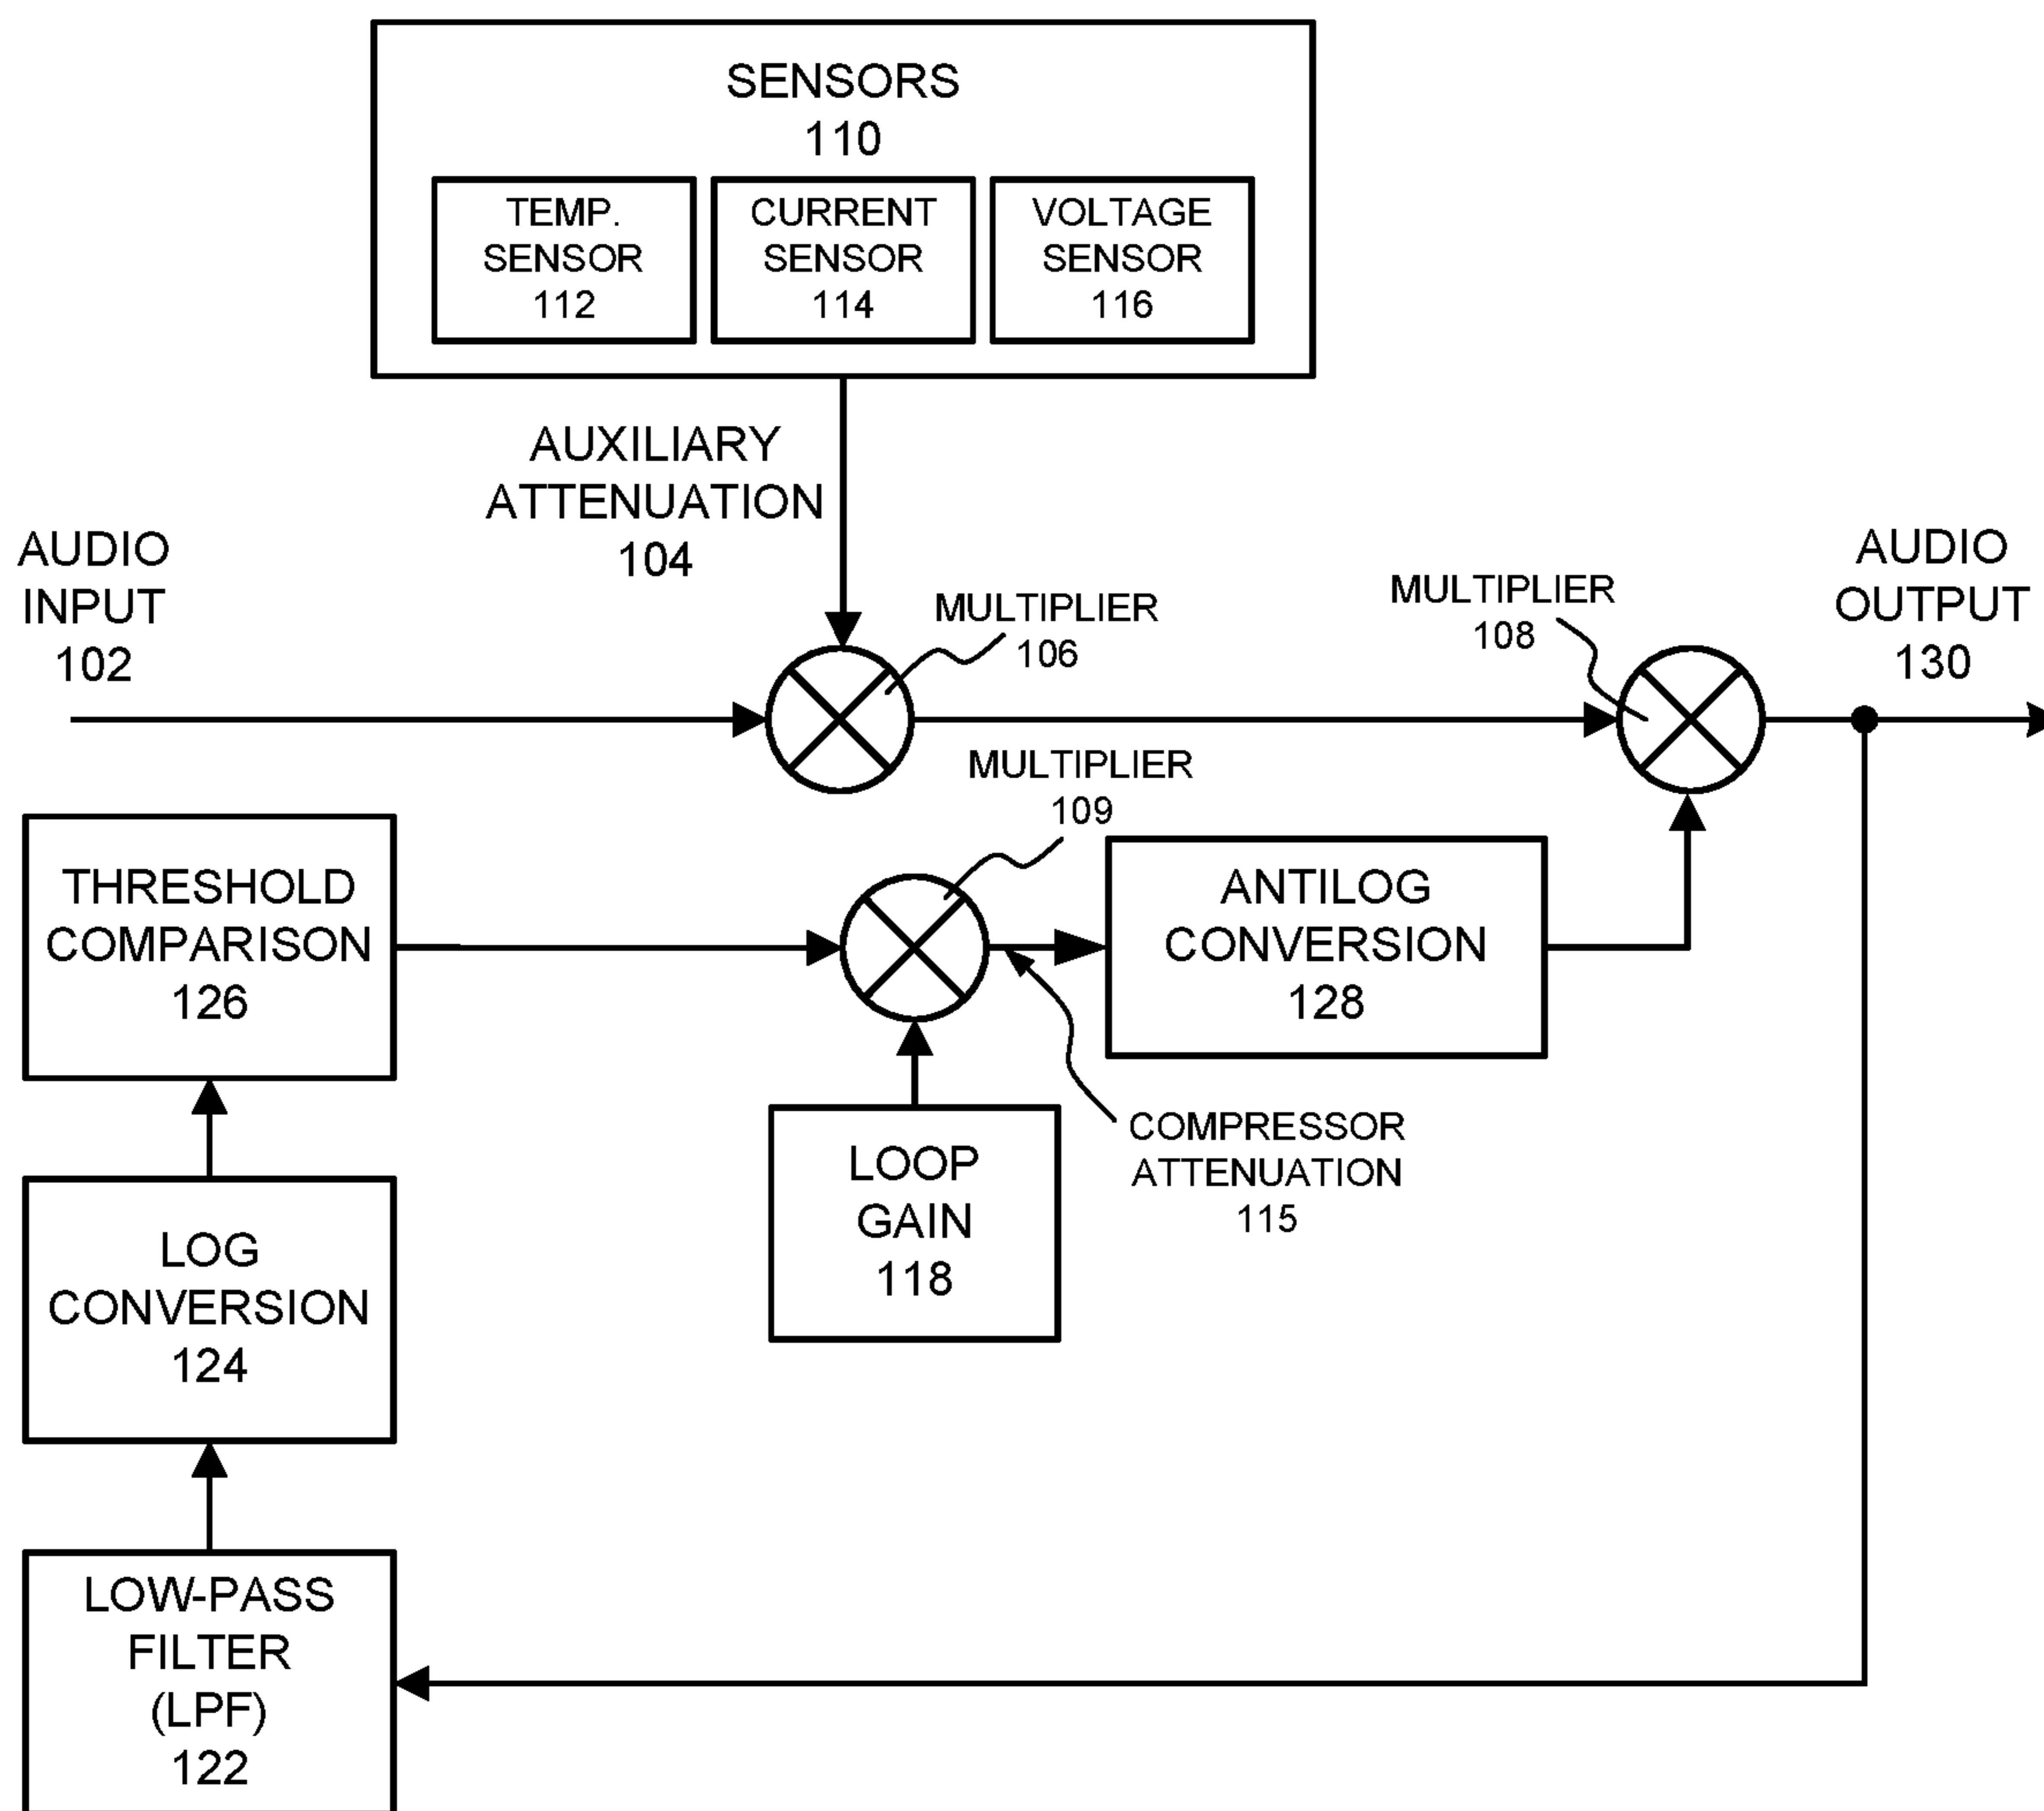 SENSORS
110
TEMP.
SENSOR
112
CURRENT
SENSOR
114
VOLTAGE
SENSOR
116
AUXILIARY
ATTENUATION
104
AUDIO
INPUT
102
MULTIPLIER
106
MULTIPLIER
108
AUDIO
OUTPUT
130
MULTIPLIER
109
THRESHOLD
COMPARISON
126
ANTILOG
CONVERSION
128
LOOP
GAIN
118
COMPRESSOR
ATTENUATION
115
LOG
CONVERSION
124
LOW-PASS
FILTER
(LPF)
122